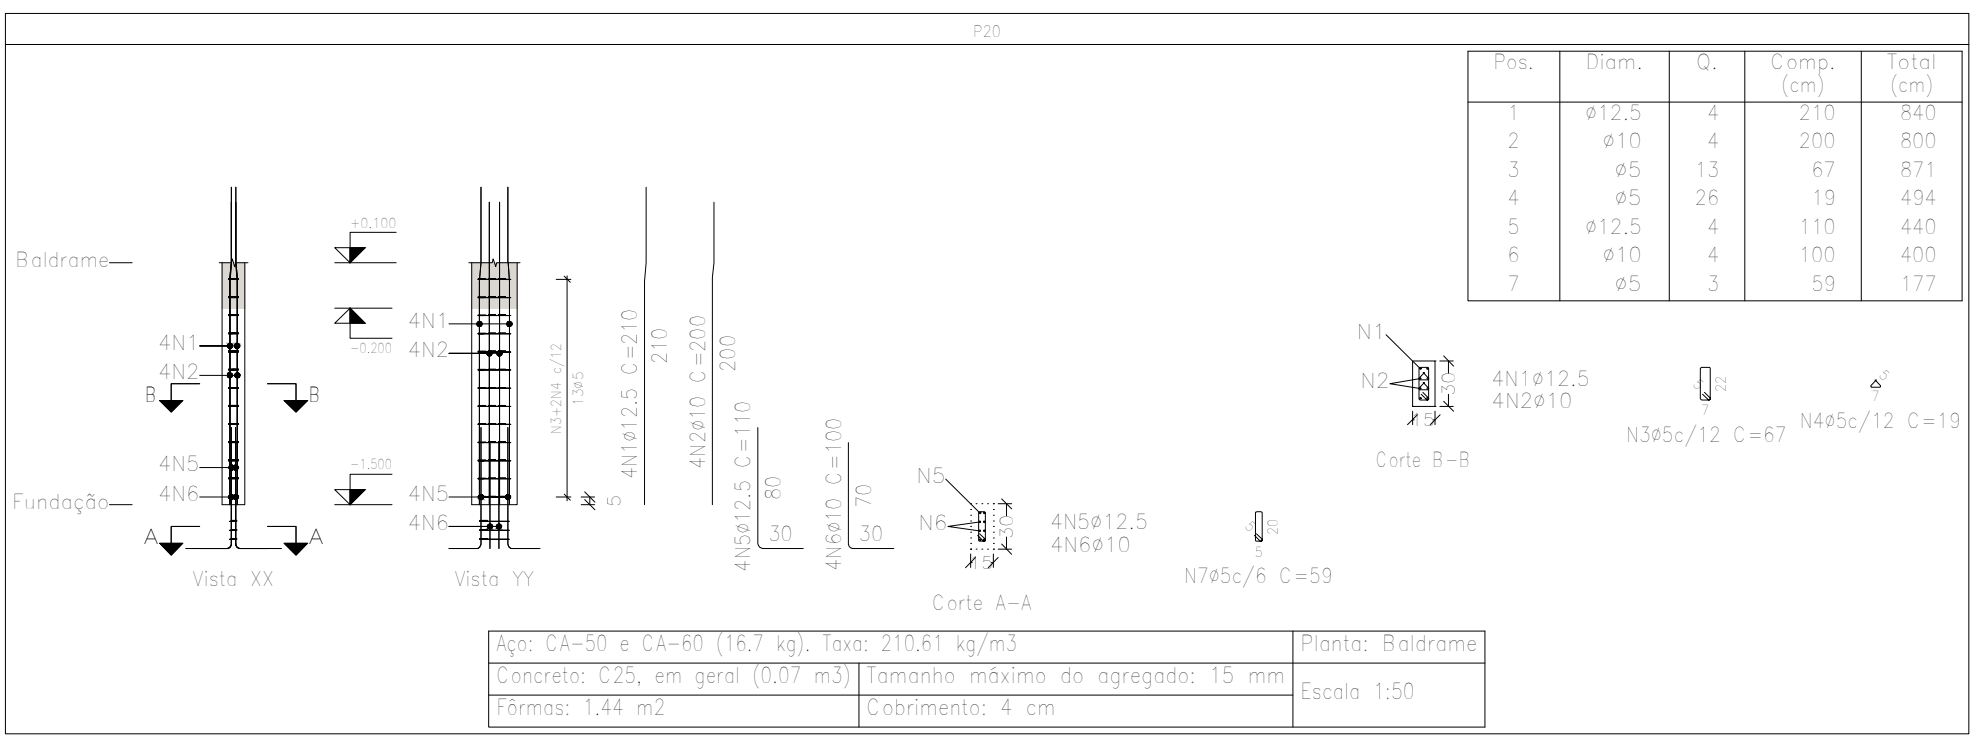 P20
Pos. Diam. Q. Comp. (cm) Total (cm)
1 ø12.5 4 210 840
2 ø10 4 200 800
3 ø5 13 67 871
4 ø5 26 19 494
5 ø12.5 4 110 440
6 ø10 4 100 400
7 ø5 3 59 177
Baldrame
4N1
4N2
B B
4N5
4N6
Fundação
A A
Vista XX
+0.100
-0.200
-1.500
4N1
4N2
4N5
4N6
Vista YY
N3+2N4 c/12
13ø5
5
4N1ø12.5 C=210
210
4N2ø10 C=200
200
4N5ø12.5 C=110
80
30
4N6ø10 C=100
70
30
N5
N6
30
15
4N5ø12.5
4N6ø10
Corte A-A
5
20
5
N7ø5c/6 C=59
N1
N2
30
15
4N1ø12.5
4N2ø10
Corte B-B
5
22
7
N3ø5c/12 C=67
5
7
N4ø5c/12 C=19
Aço: CA-50 e CA-60 (16.7 kg). Taxa: 210.61 kg/m3
Planta: Baldrame
Concreto: C25, em geral (0.07 m3)
Tamanho máximo do agregado: 15 mm
Escala 1:50
Fôrmas: 1.44 m2
Cobrimento: 4 cm